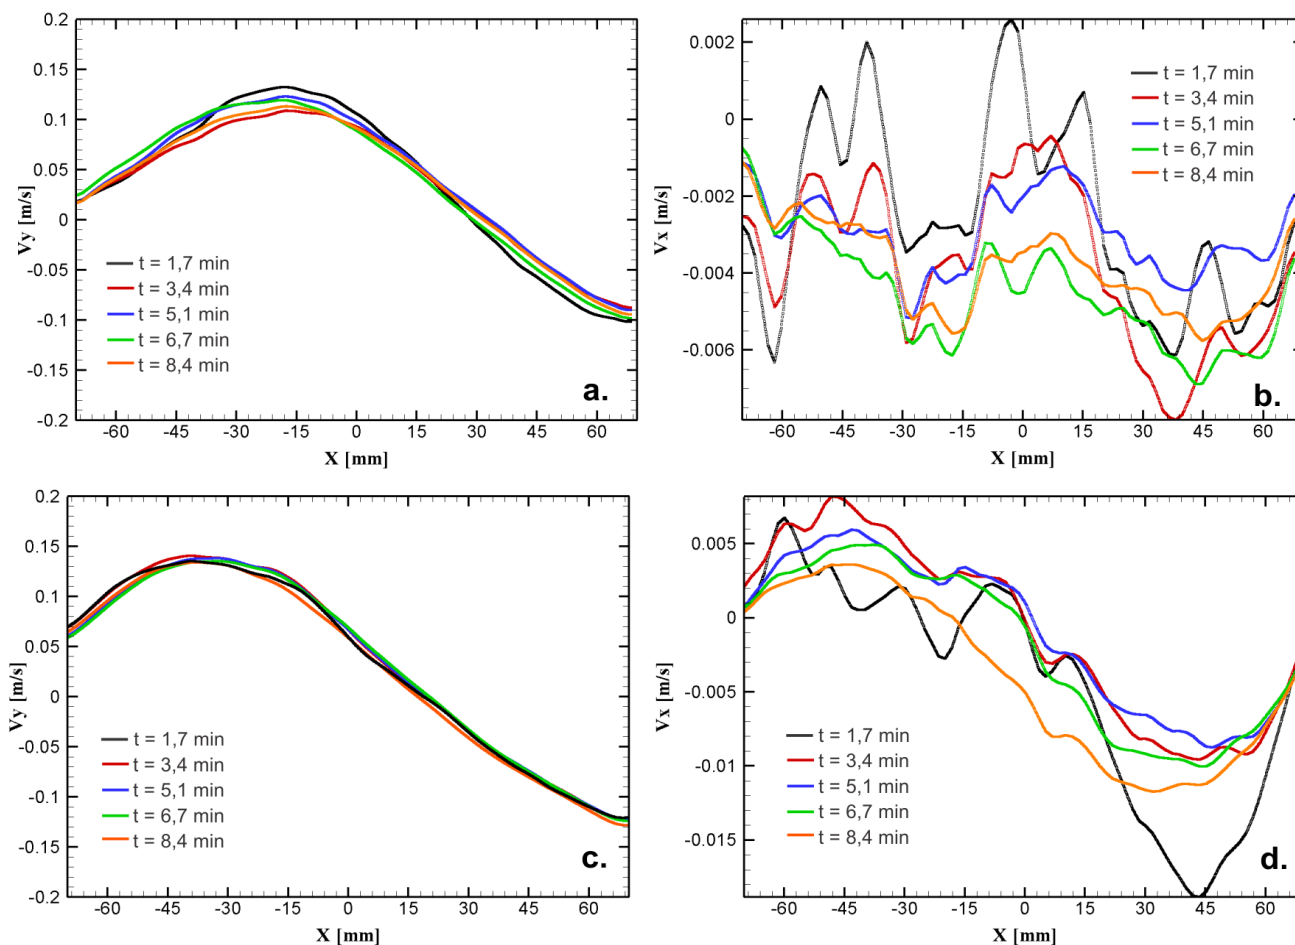 0.2
0.15
0.1
0.05
0
-0.05
-0.1
-0.15
-0.2
Vy [m/s]
-60 -45 -30 -15 0 15 30 45 60
X [mm]
t = 1,7 min
t = 3,4 min
t = 5,1 min
t = 6,7 min
t = 8,4 min
a.
0.002
0
-0.002
-0.004
-0.006
Vx [m/s]
-60 -45 -30 -15 0 15 30 45 60
X [mm]
t = 1,7 min
t = 3,4 min
t = 5,1 min
t = 6,7 min
t = 8,4 min
b.
0.2
0.15
0.1
0.05
0
-0.05
-0.1
-0.15
-0.2
Vy [m/s]
-60 -45 -30 -15 0 15 30 45 60
X [mm]
t = 1,7 min
t = 3,4 min
t = 5,1 min
t = 6,7 min
t = 8,4 min
c.
0.005
0
-0.005
-0.01
-0.015
Vx [m/s]
-60 -45 -30 -15 0 15 30 45 60
X [mm]
t = 1,7 min
t = 3,4 min
t = 5,1 min
t = 6,7 min
t = 8,4 min
d.